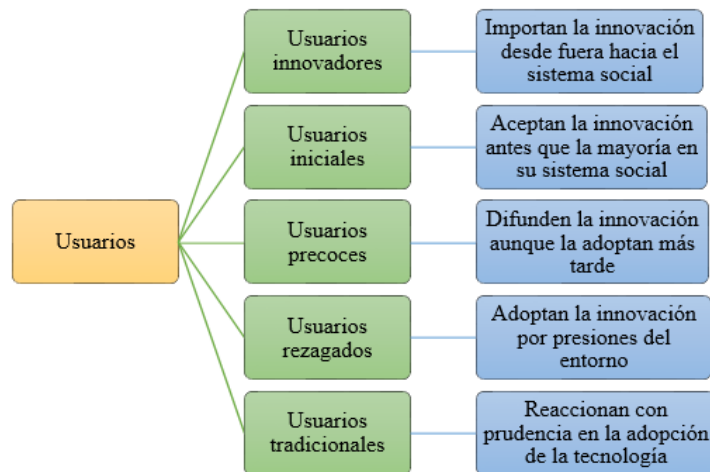 Usuarios
Usuarios
innovadores
Importan la innovación
desde fuera hacia el
sistema social
Usuarios
iniciales
Aceptan la innovación
antes que la mayoría en
su sistema social
Usuarios
precoces
Difunden la innovación
aunque la adoptan más
tarde
Usuarios
rezagados
Adoptan la innovación
por presiones del
entorno
Usuarios
tradicionales
Reaccionan con
prudencia en la adopción
de la tecnología